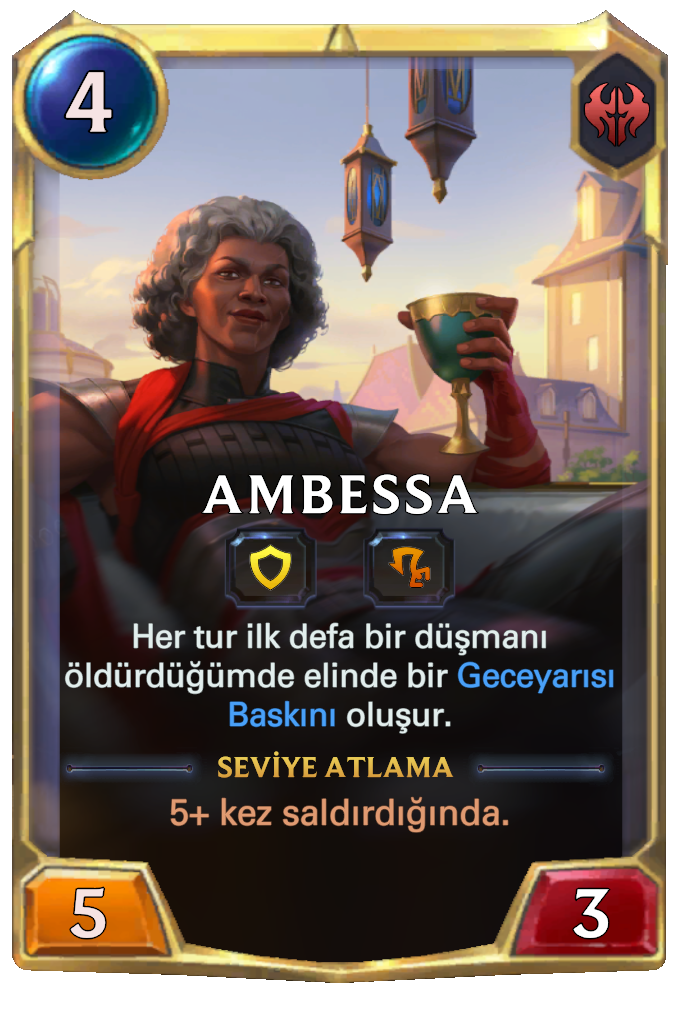 4
AMBESSA
Her tur ilk defa bir düşmanı
öldürdüğümde elinde bir Geceyarısı
Baskını oluşur.
SEVİYE ATLAMA
5+ kez saldırdığında.
5
3